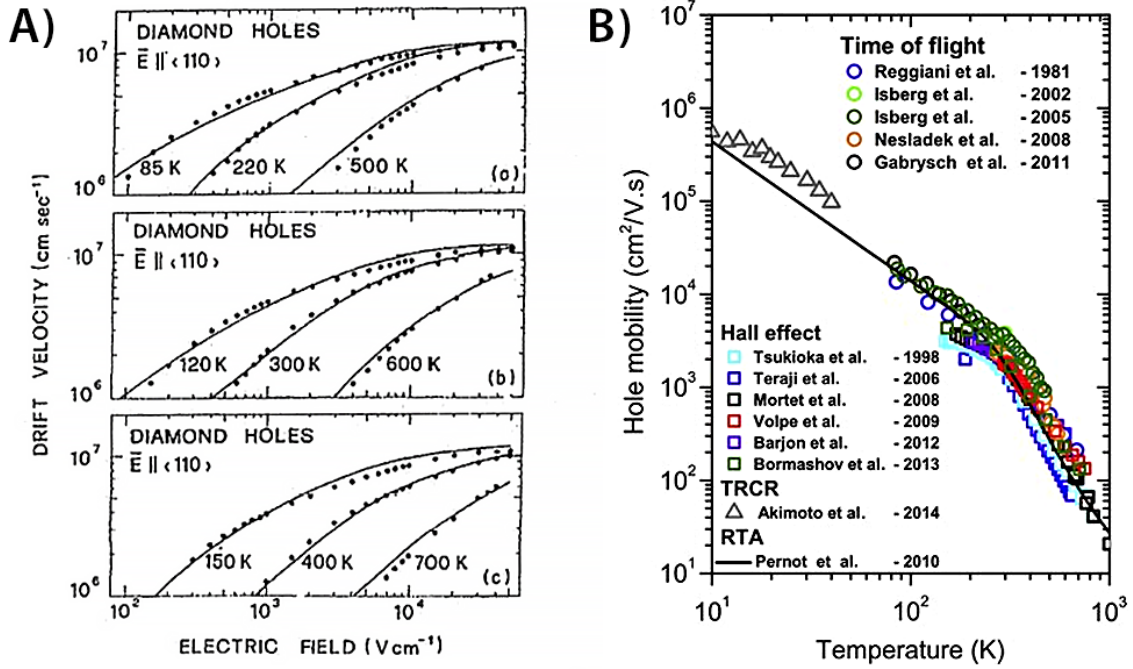 A)
DRIFT VELOCITY (cm sec⁻¹)
10⁷
10⁶
DIAMOND HOLES
E̅ ∥ ⟨110⟩
85 K
220 K
500 K
(a)
10⁷
10⁶
DIAMOND HOLES
E̅ ∥ ⟨110⟩
120 K
300 K
600 K
(b)
10⁷
10⁶
DIAMOND HOLES
E̅ ∥ ⟨110⟩
150 K
400 K
700 K
(c)
10² 10³ 10⁴
ELECTRIC FIELD (V cm⁻¹)
B)
Hole mobility (cm²/V.s)
10⁷
10⁶
10⁵
10⁴
10³
10²
10¹
Time of flight
Reggiani et al. - 1981
Isberg et al. - 2002
Isberg et al. - 2005
Nesladek et al. - 2008
Gabrysch et al. - 2011
Hall effect
Tsukioka et al. - 1998
Teraji et al. - 2006
Mortet et al. - 2008
Volpe et al. - 2009
Barjon et al. - 2012
Bormashov et al. - 2013
TRCR
Akimoto et al. - 2014
RTA
Pernot et al. - 2010
10¹ 10² 10³
Temperature (K)